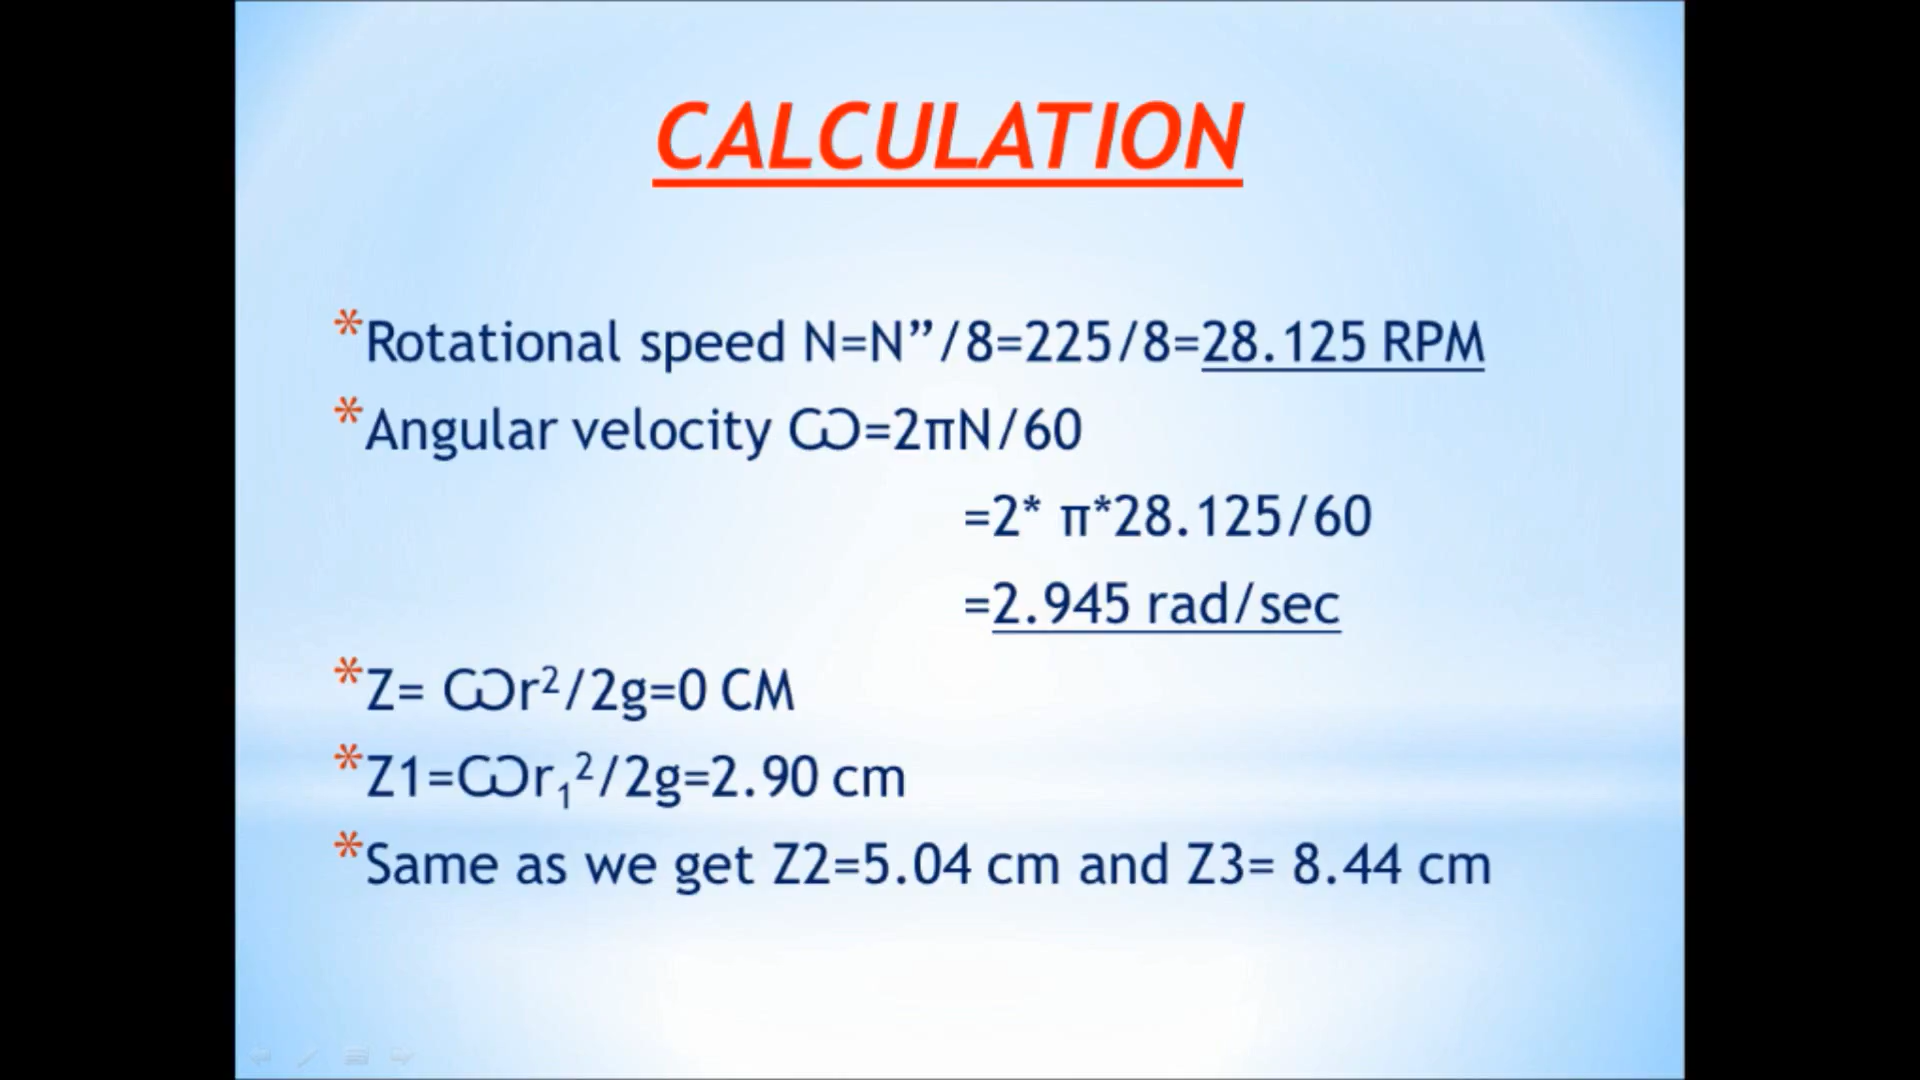 CALCULATION
*Rotational speed N=N”/8=225/8=28.125 RPM
*Angular velocity Ѡ=2πN/60
=2* π*28.125/60
=2.945 rad/sec
*Z= Ѡr²/2g=0 CM
*Z1=Ѡr₁²/2g=2.90 cm
*Same as we get Z2=5.04 cm and Z3= 8.44 cm